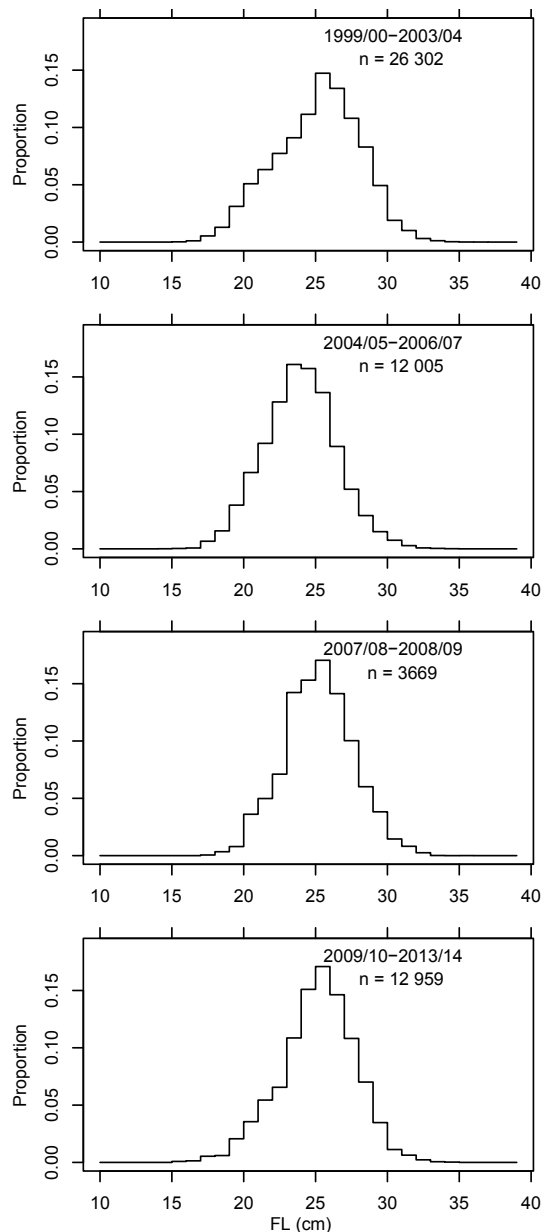 1999/00−2003/04
n = 26 302
Proportion
0.00 0.05 0.10 0.15
10 15 20 25 30 35 40
2004/05−2006/07
n = 12 005
Proportion
0.00 0.05 0.10 0.15
10 15 20 25 30 35 40
2007/08−2008/09
n = 3669
Proportion
0.00 0.05 0.10 0.15
10 15 20 25 30 35 40
2009/10−2013/14
n = 12 959
Proportion
0.00 0.05 0.10 0.15
10 15 20 25 30 35 40
FL (cm)